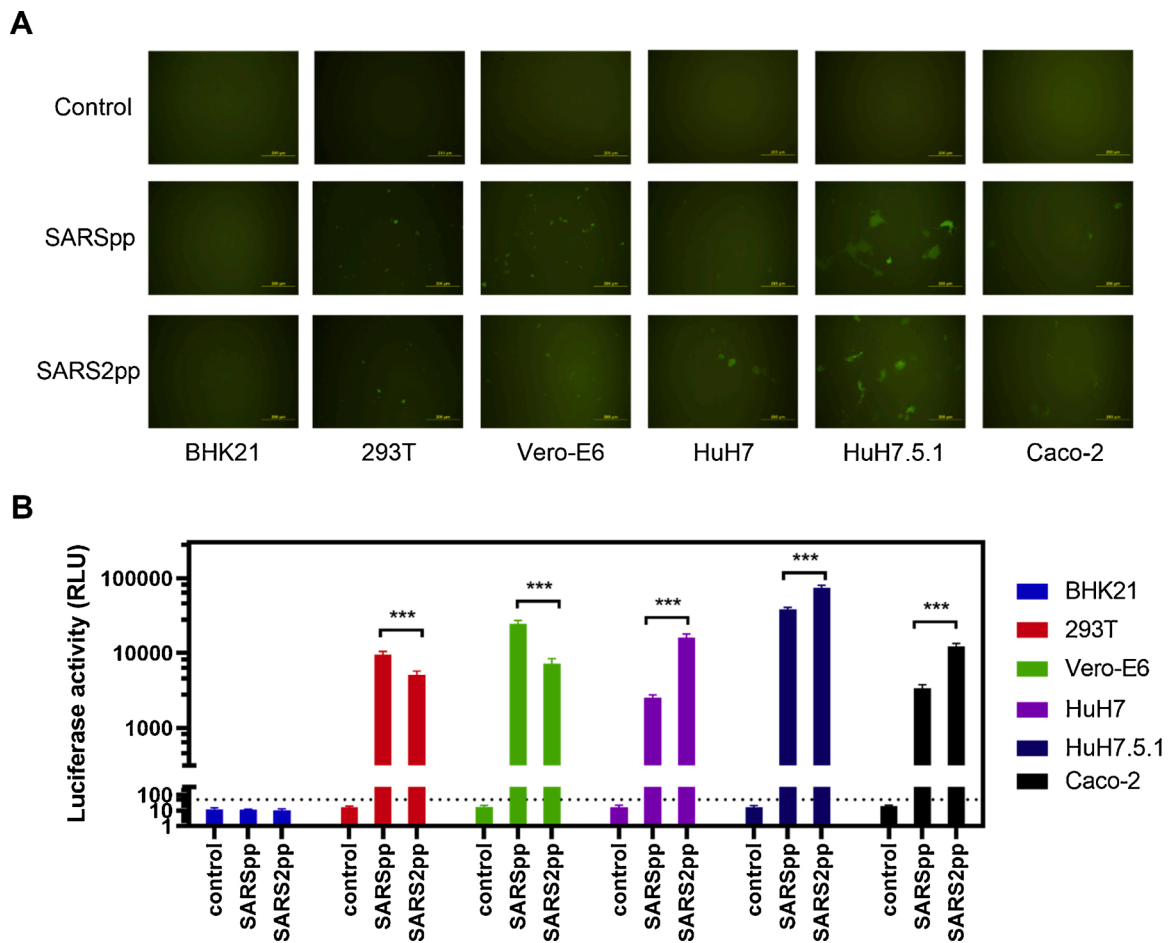 A
Control
SARSpp
SARS2pp
BHK21 293T Vero-E6 HuH7 HuH7.5.1 Caco-2
B
Luciferase activity (RLU)
100000
10000
1000
100
10
1
*** *** *** *** ***
control SARSpp SARS2pp control SARSpp SARS2pp control SARSpp SARS2pp control SARSpp SARS2pp control SARSpp SARS2pp control SARSpp SARS2pp
BHK21
293T
Vero-E6
HuH7
HuH7.5.1
Caco-2